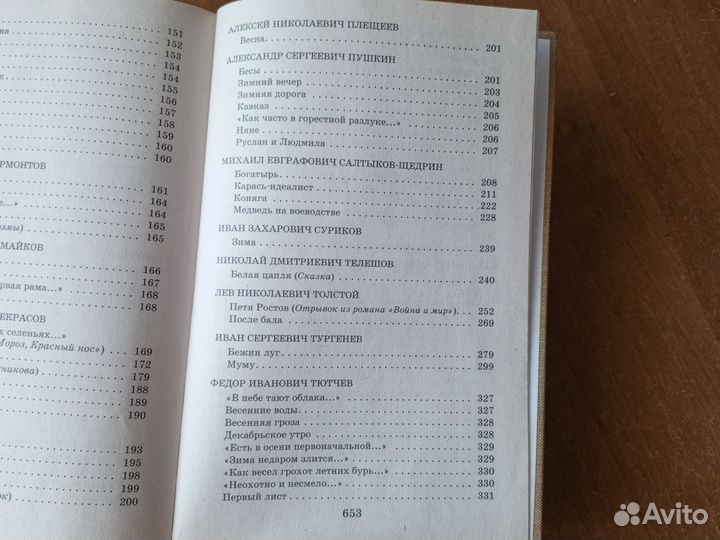 на 151
152
153
154
к 154
155
156
157
158
159
160
160
РМОНТОВ
161
164
е...» 164
165
эмы) 165
МАЙКОВ
166
167
рвая рама...» 168
168
ЕКРАСОВ
х селеньях...»
Мороз, Красный нос») 169
172
никова) 179
188
189
190
193
195
198
199
ок) 200
АЛЕКСЕЙ НИКОЛАЕВИЧ ПЛЕЩЕЕВ
Весна 201
АЛЕКСАНДР СЕРГЕЕВИЧ ПУШКИН
Бесы 201
Зимний вечер 203
Зимняя дорога 204
Кавказ 205
«Как часто в горестной разлуке...» 206
Няне 206
Руслан и Людмила 207
МИХАИЛ ЕВГРАФОВИЧ САЛТЫКОВ-ЩЕДРИН
Богатырь 208
Карась-идеалист 211
Коняга 222
Медведь на воеводстве 228
ИВАН ЗАХАРОВИЧ СУРИКОВ
Зима 239
НИКОЛАЙ ДМИТРИЕВИЧ ТЕЛЕШОВ
Белая цапля (Сказка) 240
ЛЕВ НИКОЛАЕВИЧ ТОЛСТОЙ
Петя Ростов (Отрывок из романа «Война и мир») 252
После бала 269
ИВАН СЕРГЕЕВИЧ ТУРГЕНЕВ
Бежин луг 279
Муму 299
ФЕДОР ИВАНОВИЧ ТЮТЧЕВ
«В небе тают облака...» 327
Весенние воды 327
Весенняя гроза 328
Декабрьское утро 328
«Есть в осени первоначальной...» 329
«Зима недаром злится...» 329
«Как весел грохот летних бурь...» 330
«Неохотно и несмело...» 330
Первый лист 331
653
Avito